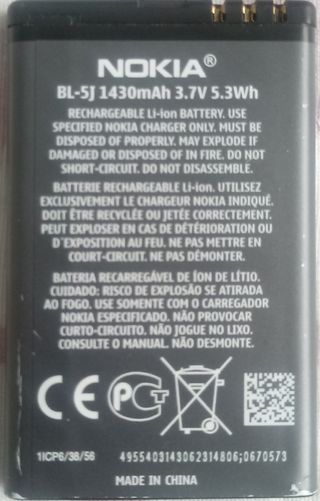 NOKIA®
BL-5J 1430mAh 3.7V 5.3Wh
RECHARGEABLE Li-ion BATTERY. USE
SPECIFIED NOKIA CHARGER ONLY. MUST BE
DISPOSED OF PROPERLY. MAY EXPLODE IF
DAMAGED OR DISPOSED IN FIRE. DO NOT
SHORT-CIRCUIT. DO NOT DISASSEMBLE.
BATTERIE RECHARGEABLE Li-ion. UTILISEZ
EXCLUSIVEMENT LE CHARGEUR NOKIA INDIQUÉ.
DOIT ÊTRE RECYCLÉE OU JETÉE CORRECTEMENT.
PEUT EXPLOSER EN CAS DE DÉTÉRIORATION OU
D'EXPOSITION AU FEU. NE PAS METTRE EN
COURT-CIRCUIT. NE PAS DÉMONTER.
BATERIA RECARREGÁVEL DE ÍON DE LÍTIO.
CUIDADO: RISCO DE EXPLOSÃO SE ATIRADA
AO FOGO. USE SOMENTE COM O CARREGADOR
NOKIA ESPECIFICADO. NÃO PROVOCAR
CURTO-CIRCUITO. NÃO JOGUE NO LIXO.
CONSULTE O MANUAL. NÃO DESMONTE.
CE
1ICP6/38/56
4955403143062314806;0670573
MADE IN CHINA